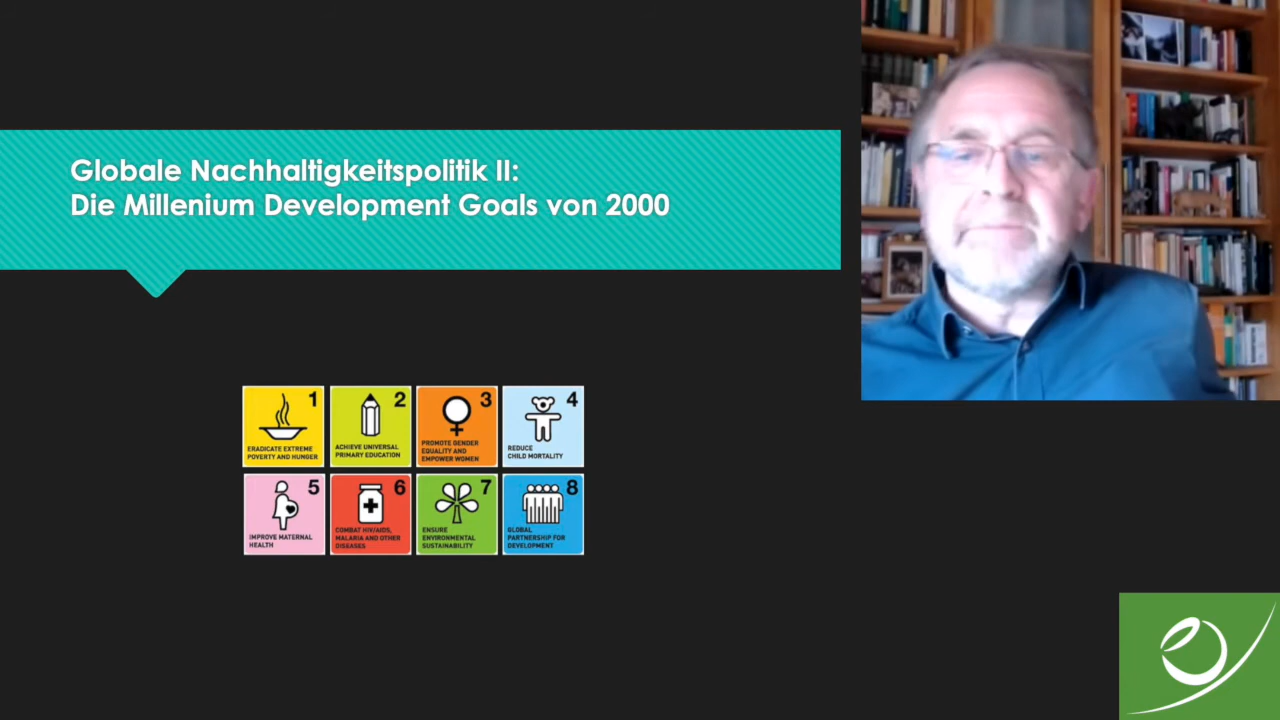 Globale Nachhaltigkeitspolitik II:
Die Millenium Development Goals von 2000
1
ERADICATE EXTREME
POVERTY AND HUNGER
2
ACHIEVE UNIVERSAL
PRIMARY EDUCATION
3
PROMOTE GENDER
EQUALITY AND
EMPOWER WOMEN
4
REDUCE
CHILD MORTALITY
5
IMPROVE MATERNAL
HEALTH
6
COMBAT HIV/AIDS,
MALARIA AND OTHER
DISEASES
7
ENSURE
ENVIRONMENTAL
SUSTAINABILITY
8
GLOBAL
PARTNERSHIP FOR
DEVELOPMENT